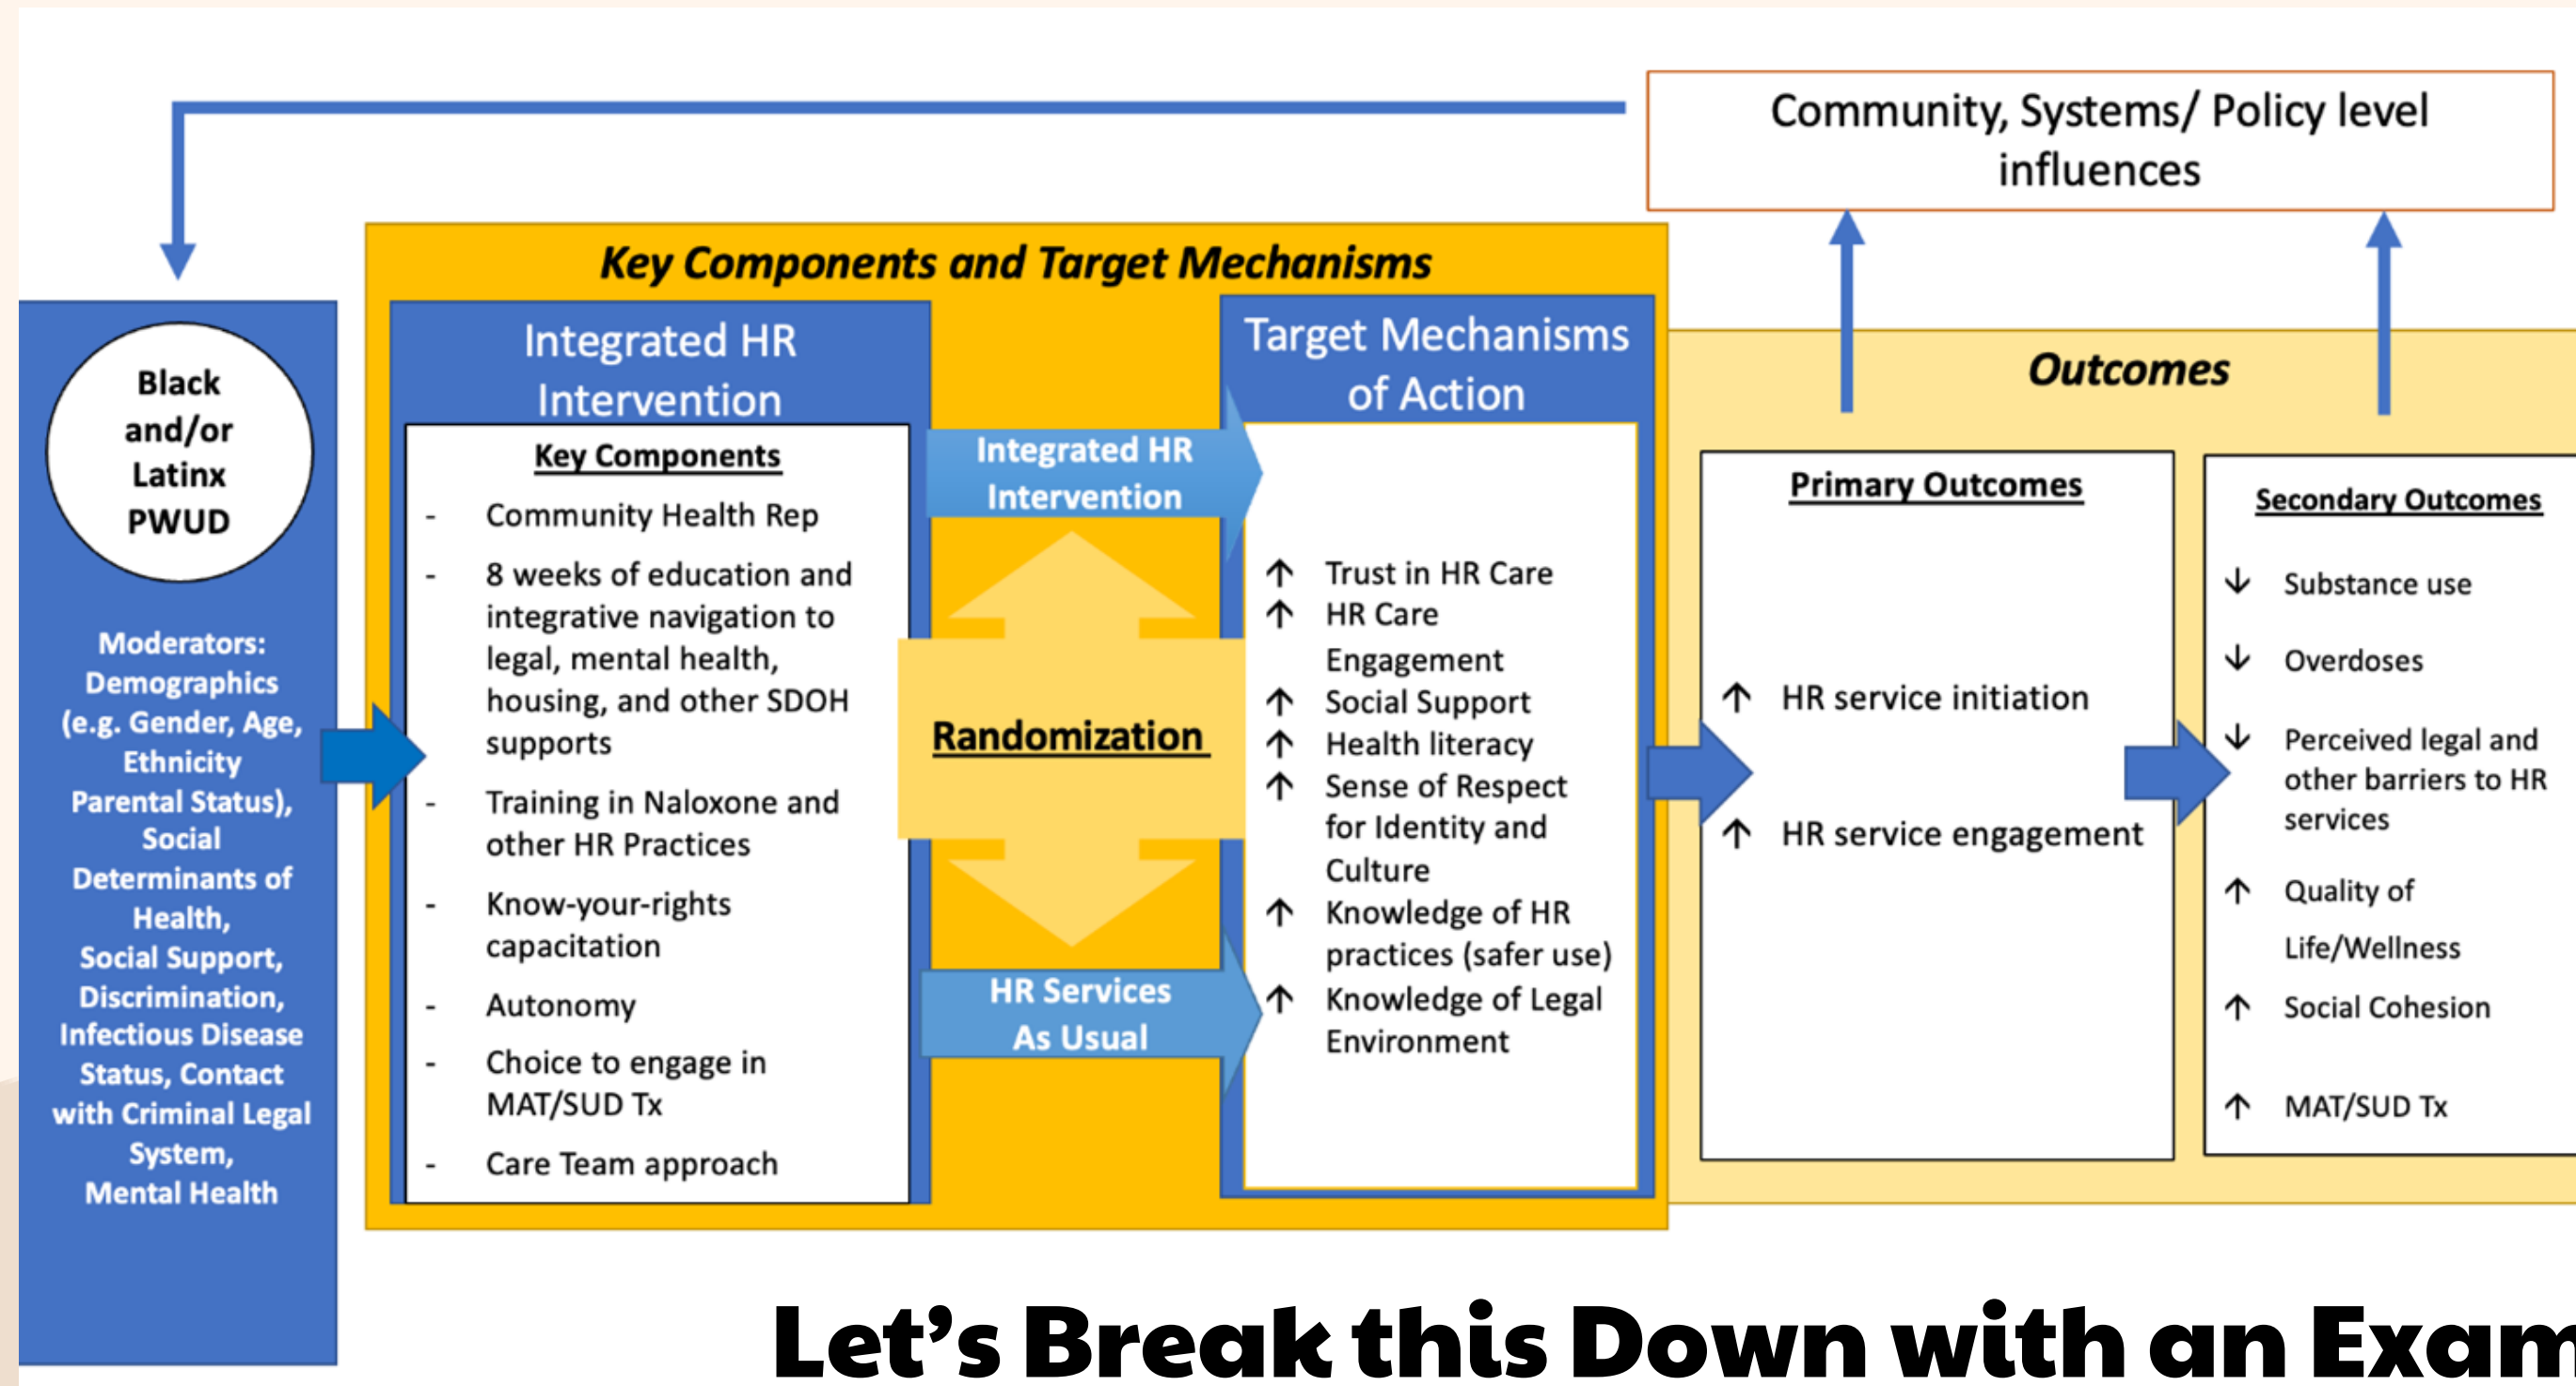 Community, Systems/ Policy level
influences
Black
and/or
Latinx
PWUD
Moderators:
Demographics
(e.g. Gender, Age,
Ethnicity
Parental Status),
Social
Determinants of
Health,
Social Support,
Discrimination,
Infectious Disease
Status, Contact
with Criminal Legal
System,
Mental Health
Key Components and Target Mechanisms
Integrated HR
Intervention
Key Components
- Community Health Rep
- 8 weeks of education and
integrative navigation to
legal, mental health,
housing, and other SDOH
supports
- Training in Naloxone and
other HR Practices
- Know-your-rights
capacitation
- Autonomy
- Choice to engage in
MAT/SUD Tx
- Care Team approach
Integrated HR
Intervention
Randomization
HR Services
As Usual
Target Mechanisms
of Action
↑ Trust in HR Care
↑ HR Care
Engagement
↑ Social Support
↑ Health literacy
↑ Sense of Respect
for Identity and
Culture
↑ Knowledge of HR
practices (safer use)
↑ Knowledge of Legal
Environment
Outcomes
Primary Outcomes
↑ HR service initiation
↑ HR service engagement
Secondary Outcomes
↓ Substance use
↓ Overdoses
↓ Perceived legal and
other barriers to HR
services
↑ Quality of
Life/Wellness
↑ Social Cohesion
↑ MAT/SUD Tx
Let's Break this Down with an Exam